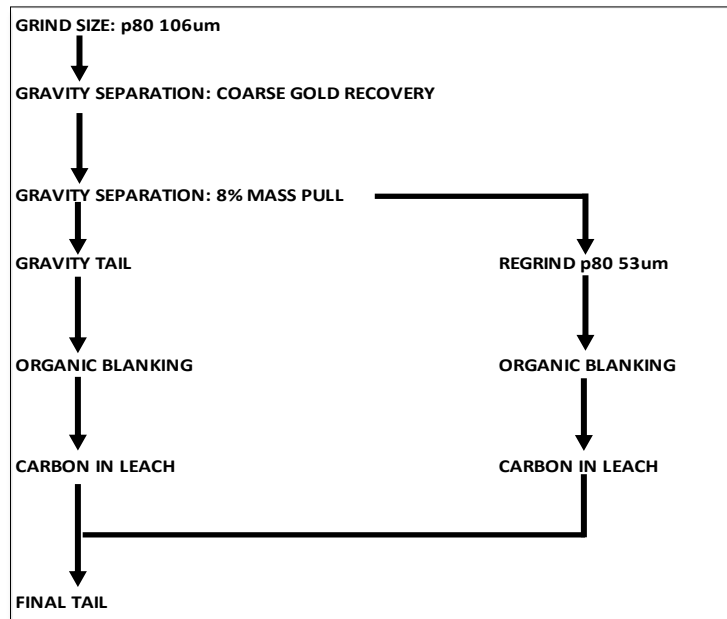 GRIND SIZE: p80 106um
GRAVITY SEPARATION: COARSE GOLD RECOVERY
GRAVITY SEPARATION: 8% MASS PULL
GRAVITY TAIL
REGRIND p80 53um
ORGANIC BLANKING
ORGANIC BLANKING
CARBON IN LEACH
CARBON IN LEACH
FINAL TAIL